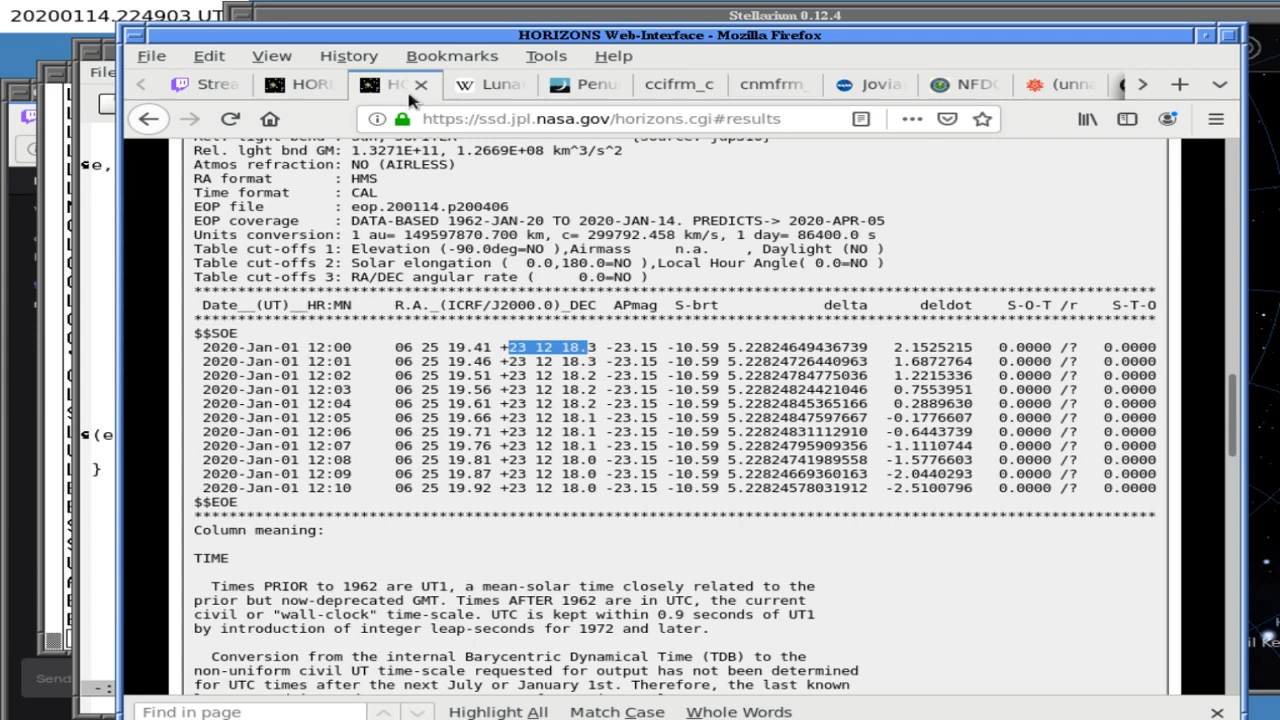 20200114.224903 UT
Stellarium 0.12.4
HORIZONS Web-Interface - Mozilla Firefox
File Edit View History Bookmarks Tools Help
File
Strea HORI HO Luna Penu ccifrm_c cnmfrm_ Jovia NFDC (unna
https://ssd.jpl.nasa.gov/horizons.cgi#results
Rel. lght bnd GM: 1.3271E+11, 1.2669E+08 km^3/s^2
Atmos refraction: NO (AIRLESS)
RA format : HMS
Time format : CAL
EOP file : eop.200114.p200406
EOP coverage : DATA-BASED 1962-JAN-20 TO 2020-JAN-14. PREDICTS-> 2020-APR-05
Units conversion: 1 au= 149597870.700 km, c= 299792.458 km/s, 1 day= 86400.0 s
Table cut-offs 1: Elevation (-90.0deg=NO ),Airmass n.a. , Daylight (NO )
Table cut-offs 2: Solar elongation ( 0.0,180.0=NO ),Local Hour Angle( 0.0=NO )
Table cut-offs 3: RA/DEC angular rate ( 0.0=NO )
Date__(UT)__HR:MN R.A._(ICRF/J2000.0)_DEC APmag S-brt delta deldot S-O-T /r S-T-O
$$SOE
2020-Jan-01 12:00 06 25 19.41 +23 12 18.3 -23.15 -10.59 5.22824649436739 2.1525215 0.0000 /? 0.0000
2020-Jan-01 12:01 06 25 19.46 +23 12 18.3 -23.15 -10.59 5.22824726440963 1.6872764 0.0000 /? 0.0000
2020-Jan-01 12:02 06 25 19.51 +23 12 18.2 -23.15 -10.59 5.22824784775036 1.2215336 0.0000 /? 0.0000
2020-Jan-01 12:03 06 25 19.56 +23 12 18.2 -23.15 -10.59 5.22824824421046 0.7553951 0.0000 /? 0.0000
2020-Jan-01 12:04 06 25 19.61 +23 12 18.2 -23.15 -10.59 5.22824845365166 0.2889630 0.0000 /? 0.0000
2020-Jan-01 12:05 06 25 19.66 +23 12 18.1 -23.15 -10.59 5.22824847597667 -0.1776607 0.0000 /? 0.0000
2020-Jan-01 12:06 06 25 19.71 +23 12 18.1 -23.15 -10.59 5.22824831112910 -0.6443739 0.0000 /? 0.0000
2020-Jan-01 12:07 06 25 19.76 +23 12 18.1 -23.15 -10.59 5.22824795909356 -1.1110744 0.0000 /? 0.0000
2020-Jan-01 12:08 06 25 19.81 +23 12 18.0 -23.15 -10.59 5.22824741989558 -1.5776603 0.0000 /? 0.0000
2020-Jan-01 12:09 06 25 19.87 +23 12 18.0 -23.15 -10.59 5.22824669360163 -2.0440293 0.0000 /? 0.0000
2020-Jan-01 12:10 06 25 19.92 +23 12 18.0 -23.15 -10.59 5.22824578031912 -2.5100796 0.0000 /? 0.0000
$$EOE
Column meaning:
TIME
Times PRIOR to 1962 are UT1, a mean-solar time closely related to the
prior but now-deprecated GMT. Times AFTER 1962 are in UTC, the current
civil or "wall-clock" time-scale. UTC is kept within 0.9 seconds of UT1
by introduction of integer leap-seconds for 1972 and later.
Conversion from the internal Barycentric Dynamical Time (TDB) to the
non-uniform civil UT time-scale requested for output has not been determined
for UTC times after the next July or January 1st. Therefore, the last known
Send
Find in page Highlight All Match Case Whole Words